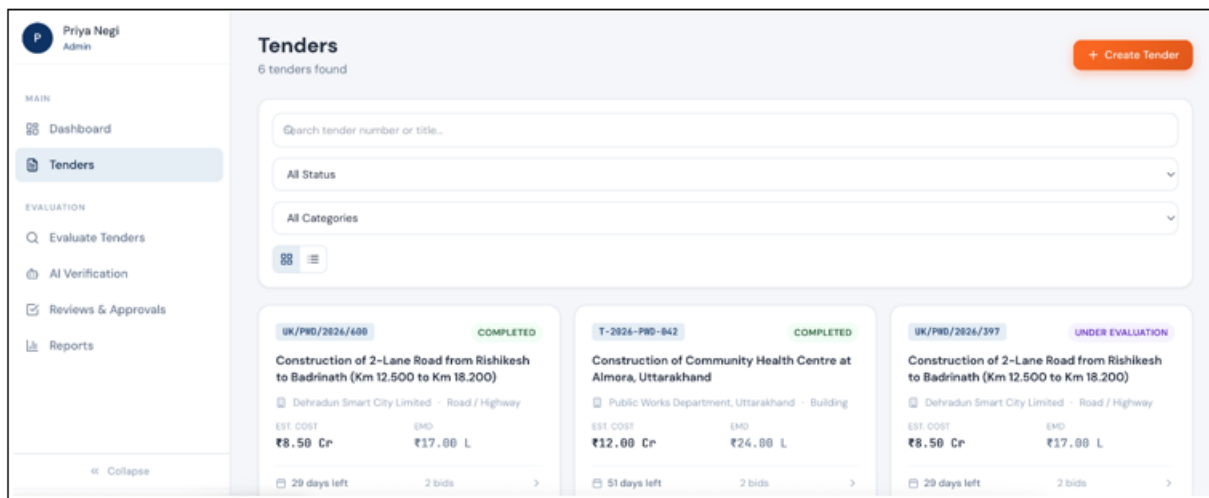 P
Priya Negi
Admin
MAIN
Dashboard
Tenders
EVALUATION
Evaluate Tenders
AI Verification
Reviews & Approvals
Reports
« Collapse
Tenders
6 tenders found
+ Create Tender
Search tender number or title...
All Status
All Categories
UK/PWD/2026/600 COMPLETED
Construction of 2-Lane Road from Rishikesh
to Badrinath (Km 12.500 to Km 18.200)
Dehradun Smart City Limited · Road / Highway
EST. COST EMD
₹8.50 Cr ₹17.00 L
29 days left 2 bids >
T-2026-PWD-042 COMPLETED
Construction of Community Health Centre at
Almora, Uttarakhand
Public Works Department, Uttarakhand · Building
EST. COST EMD
₹12.00 Cr ₹24.00 L
51 days left 2 bids >
UK/PWD/2026/397 UNDER EVALUATION
Construction of 2-Lane Road from Rishikesh
to Badrinath (Km 12.500 to Km 18.200)
Dehradun Smart City Limited · Road / Highway
EST. COST EMD
₹8.50 Cr ₹17.00 L
29 days left 2 bids >